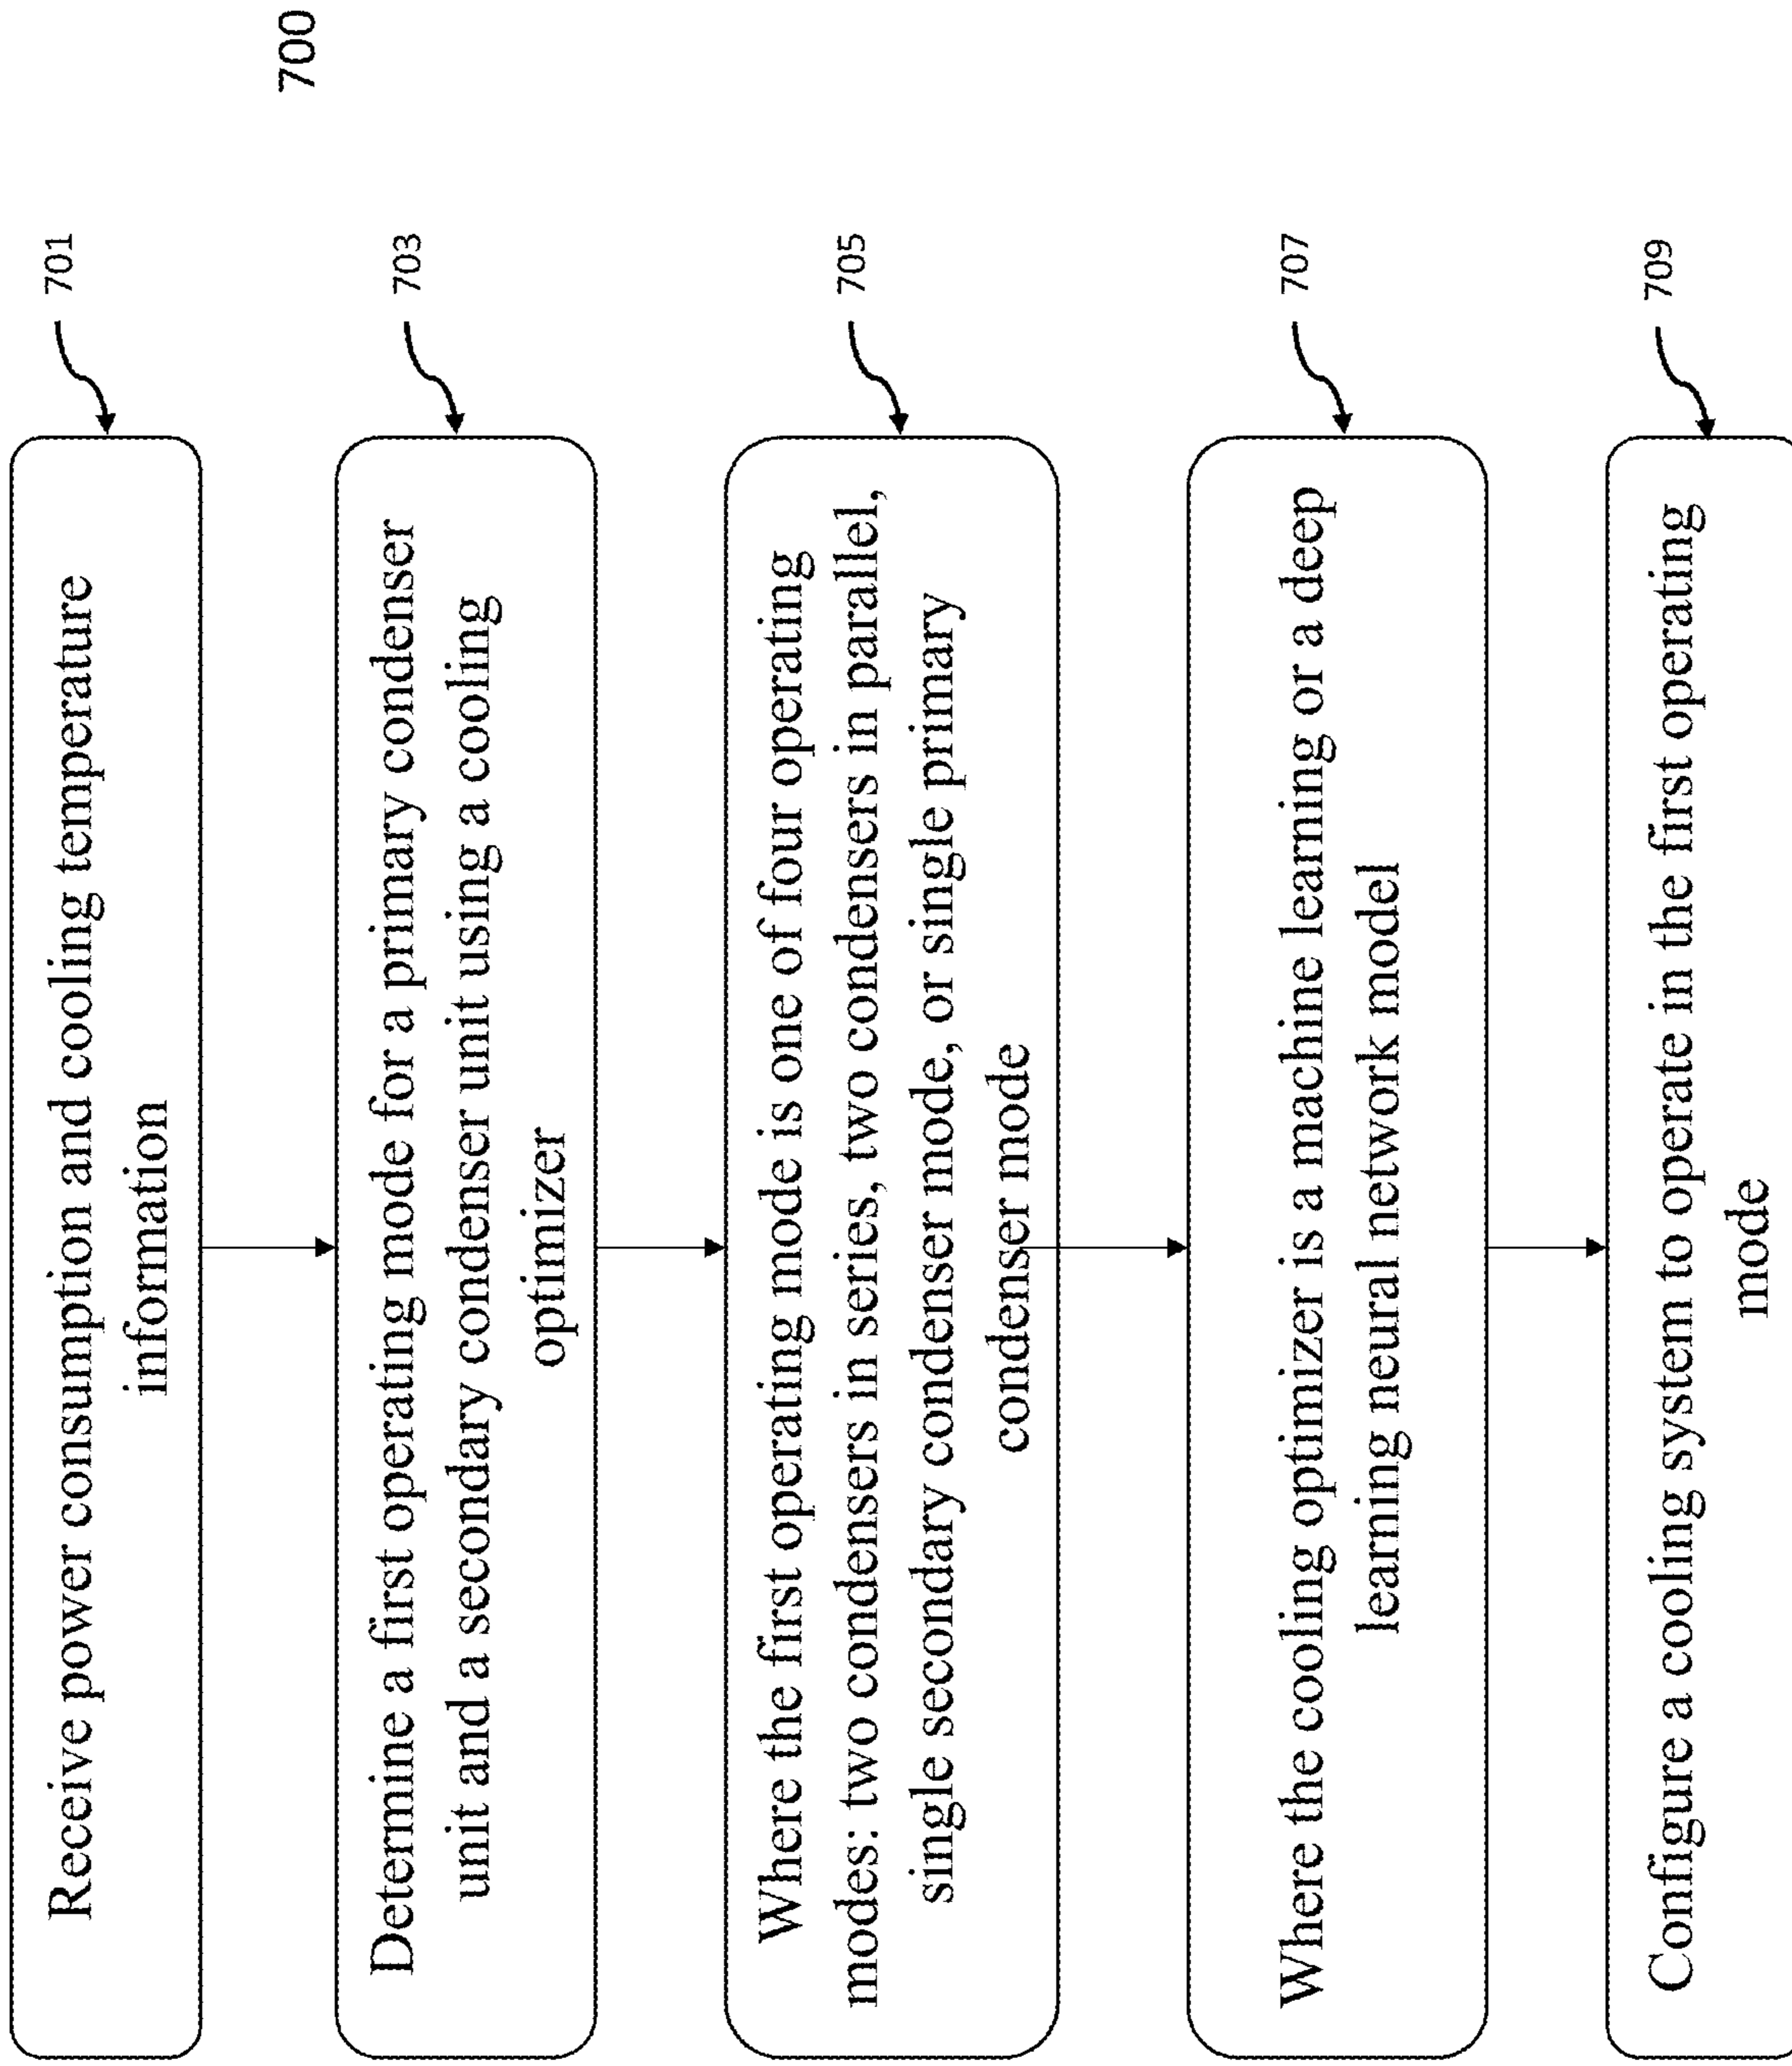 700
701
Receive power consumption and cooling temperature
information
703
Determine a first operating mode for a primary condenser
unit and a secondary condenser unit using a cooling
optimizer
705
Where the first operating mode is one of four operating
modes: two condensers in series, two condensers in parallel,
single secondary condenser mode, or single primary
condenser mode
707
Where the cooling optimizer is a machine learning or a deep
learning neural network model
709
Configure a cooling system to operate in the first operating
mode